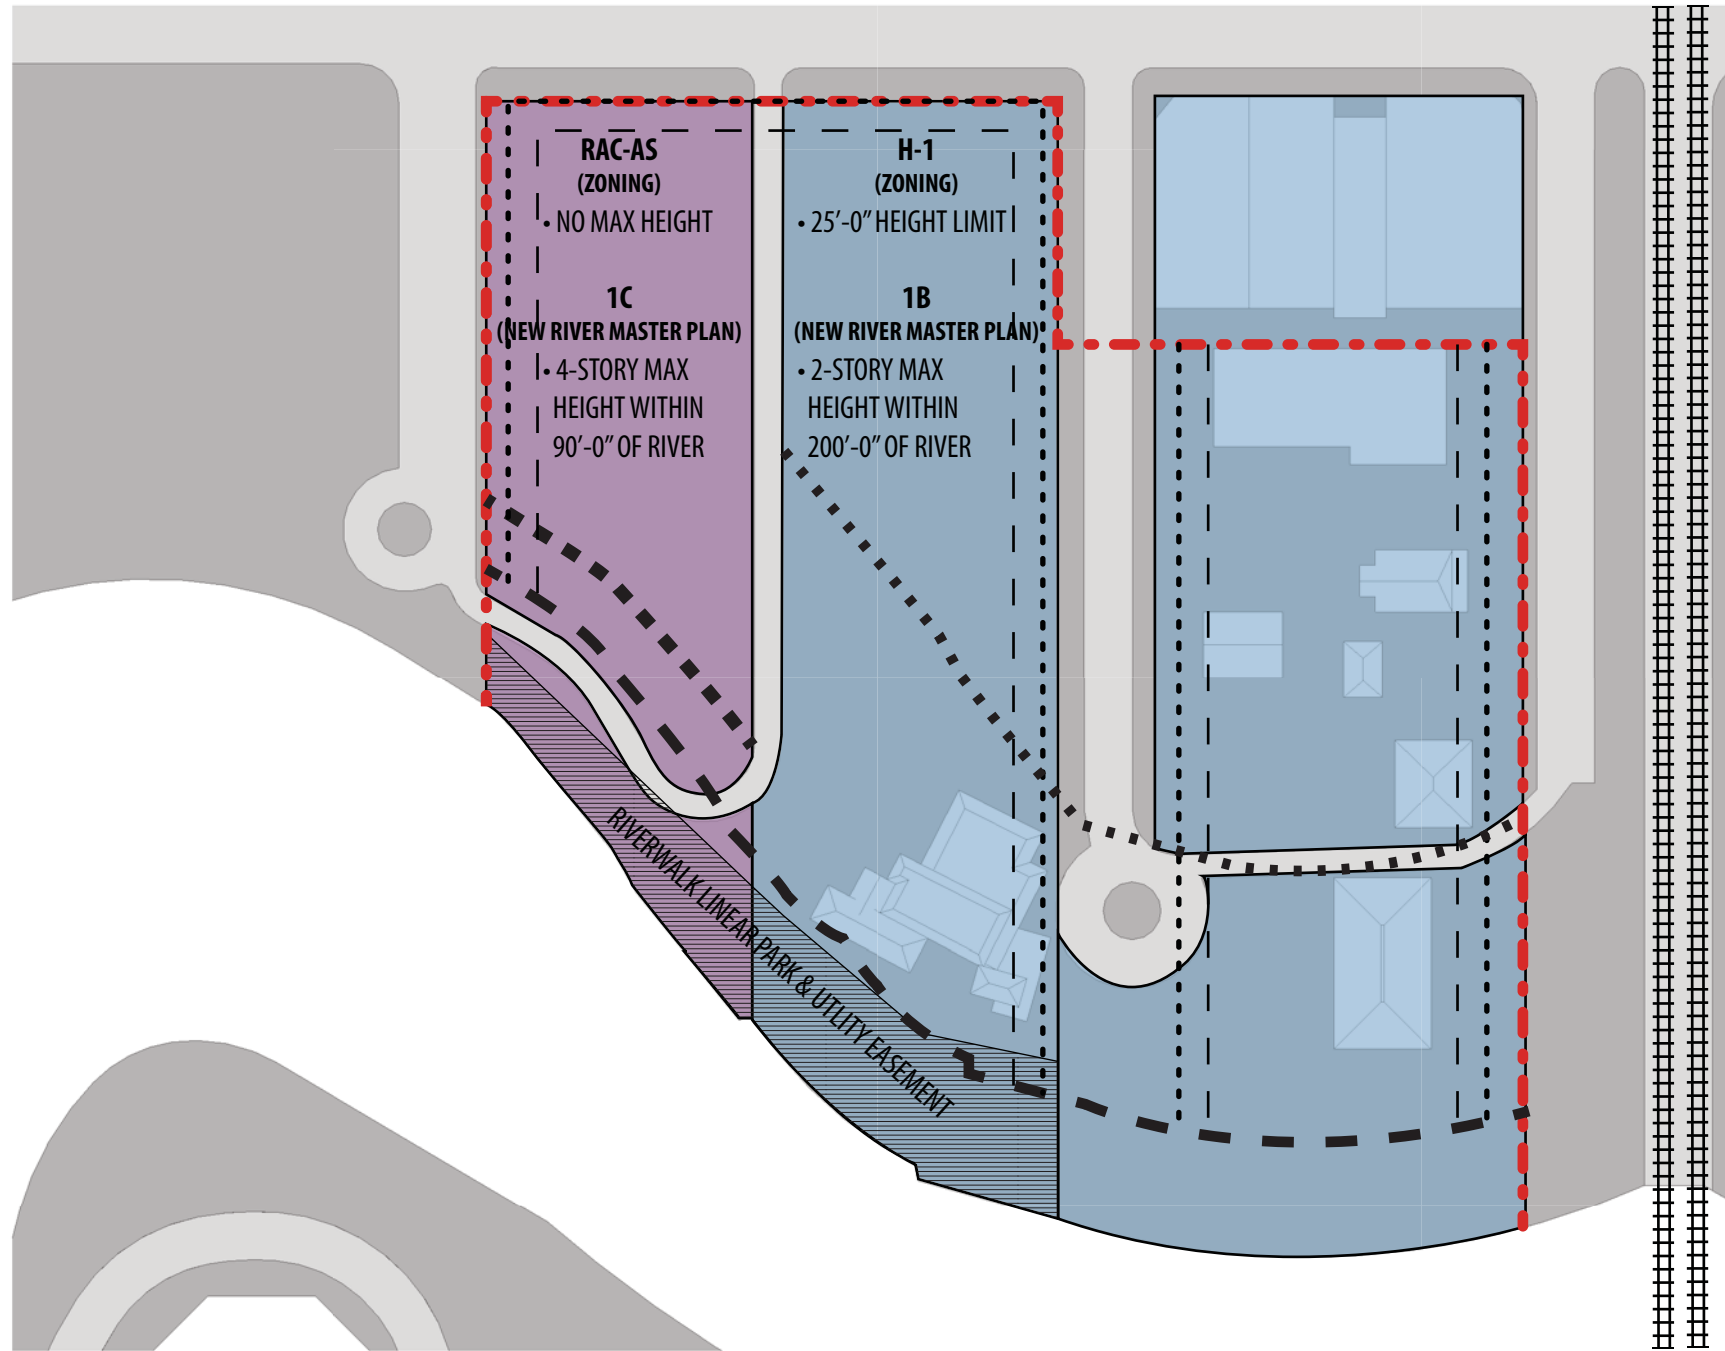 RAC-AS
(ZONING)
• NO MAX HEIGHT
1C
(NEW RIVER MASTER PLAN)
• 4-STORY MAX
HEIGHT WITHIN
90'-0" OF RIVER
H-1
(ZONING)
• 25'-0" HEIGHT LIMIT
1B
(NEW RIVER MASTER PLAN)
• 2-STORY MAX
HEIGHT WITHIN
200'-0" OF RIVER
RIVERWALK LINEAR PARK & UTLITY EASEMENT